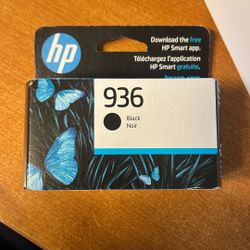 hp
Download the free
HP Smart app.
Téléchargez l'application
HP Smart gratuite.
936
Black
Noir